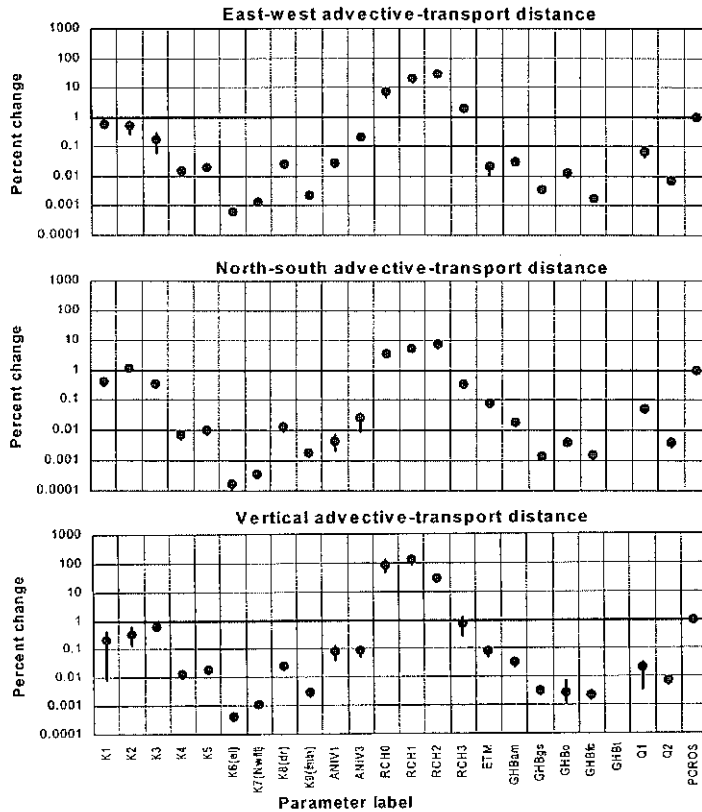 East-west advective-transport distance
Percent change
1000
100
10
1
0.1
0.01
0.001
0.0001
North-south advective-transport distance
Percent change
1000
100
10
1
0.1
0.01
0.001
0.0001
Vertical advective-transport distance
Percent change
1000
100
10
1
0.1
0.01
0.001
0.0001
K1
K2
K3
K4
K5
K6(el)
K7(Nwflt)
K8(dr)
ANIV1
ANIV3
RCH0
RCH1
RCH2
RCH3
ETM
GHBam
GHBgs
GHBo
GHBfc
GHBt
Q1
Q2
POROS
Parameter label